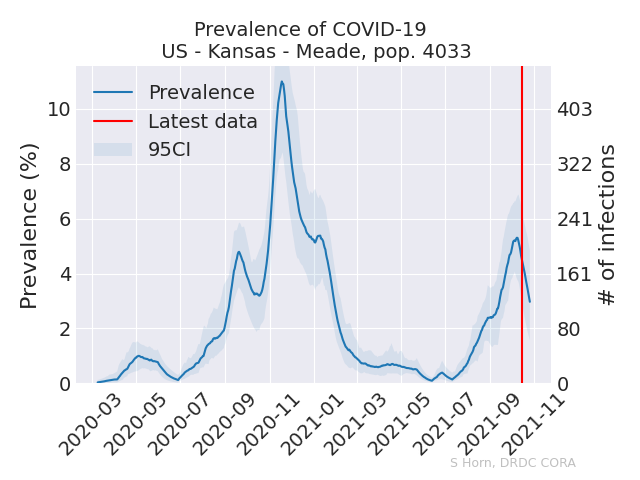 Prevalence of COVID-19
US - Kansas - Meade, pop. 4033
Prevalence
Latest data
95CI
Prevalence (%)
10
8
6
4
2
0
# of infections
403
322
241
161
80
0
2020-03
2020-05
2020-07
2020-09
2020-11
2021-01
2021-03
2021-05
2021-07
2021-09
2021-11
S Horn, DRDC CORA